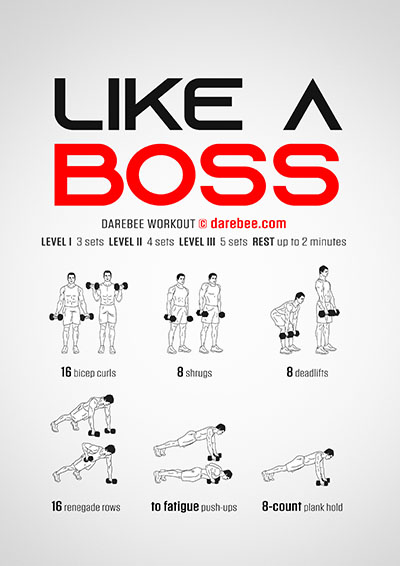 LIKE A
BOSS
DAREBEE WORKOUT © darebee.com
LEVEL I 3 sets LEVEL II 4 sets LEVEL III 5 sets REST up to 2 minutes
16 bicep curls
8 shrugs
8 deadlifts
16 renegade rows
to fatigue push-ups
8-count plank hold